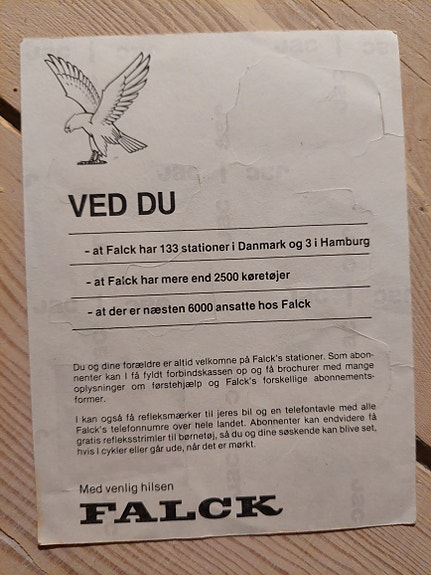 VED DU
- at Falck har 133 stationer i Danmark og 3 i Hamburg
- at Falck har mere end 2500 køretøjer
- at der er næsten 6000 ansatte hos Falck
Du og dine forældre er altid velkomne på Falck's stationer. Som abon-
nenter kan I få fyldt forbindskassen op og få brochurer med mange
oplysninger om førstehjælp og Falck's forskellige abonnements-
former.
I kan også få refleksmærker til jeres bil og en telefontavle med alle
Falck's telefonnumre over hele landet. Abonnenter kan endvidere få
gratis refleksstrimler til børnetøj, så du og dine søskende kan blive set,
hvis I cykler eller går ude, når det er mørkt.
Med venlig hilsen
FALCK